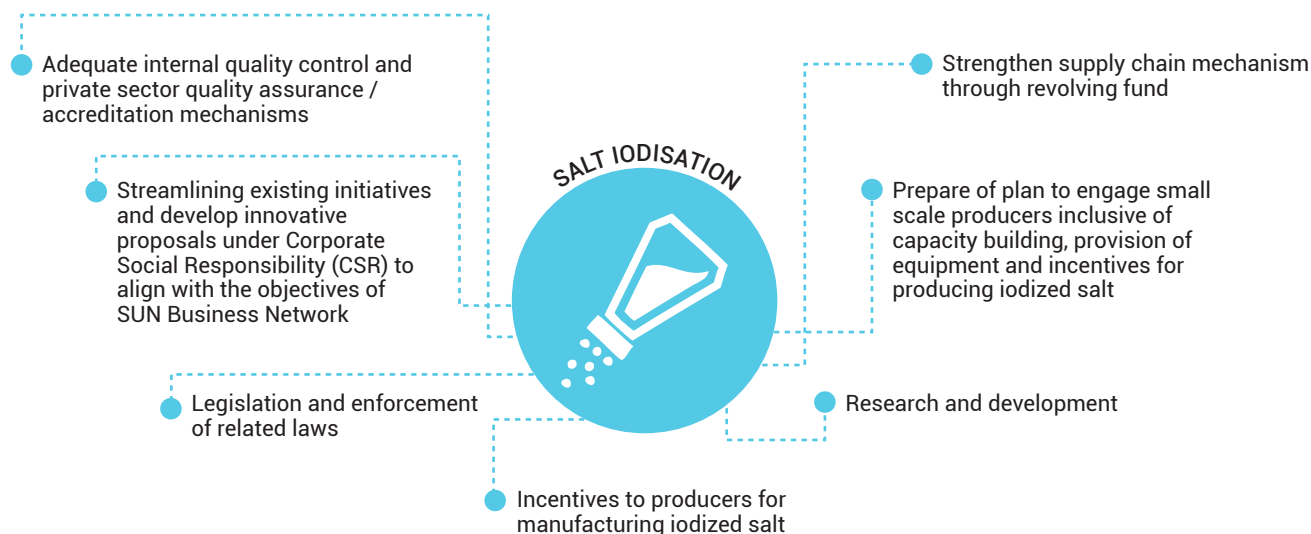 Adequate internal quality control and
private sector quality assurance /
accreditation mechanisms
Strengthen supply chain mechanism
through revolving fund
SALT IODISATION
Streamlining existing initiatives
and develop innovative
proposals under Corporate
Social Responsibility (CSR) to
align with the objectives of
SUN Business Network
Prepare of plan to engage small
scale producers inclusive of
capacity building, provision of
equipment and incentives for
producing iodized salt
Legislation and enforcement
of related laws
Research and development
Incentives to producers for
manufacturing iodized salt